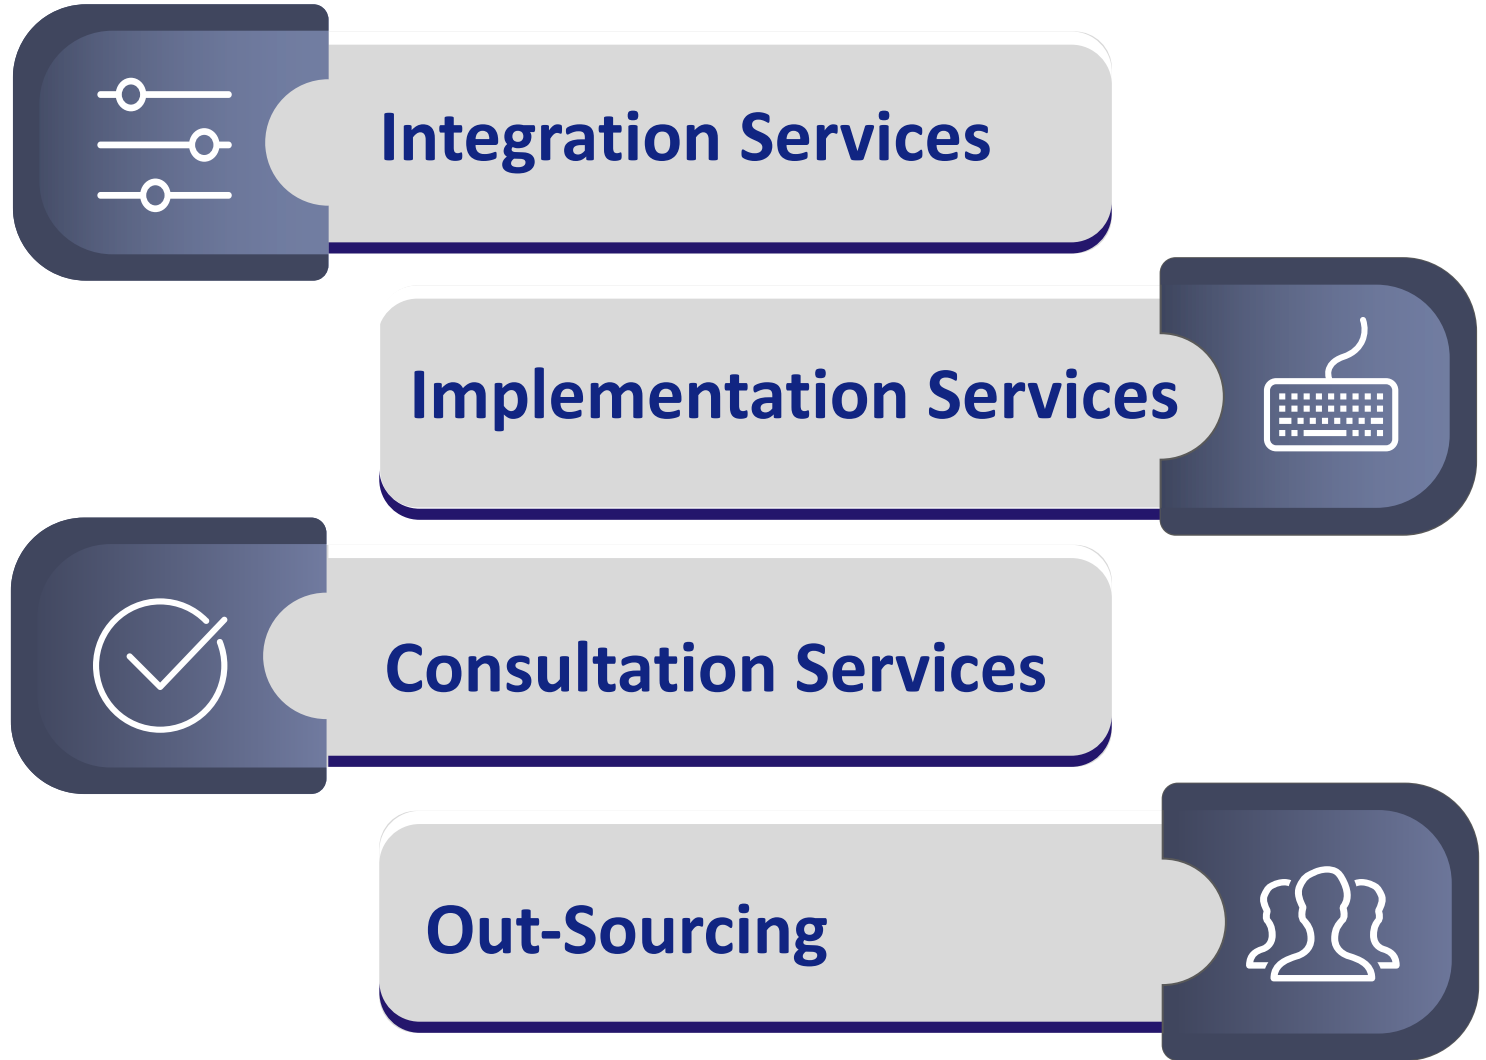 Integration Services
Implementation Services
Consultation Services
Out-Sourcing